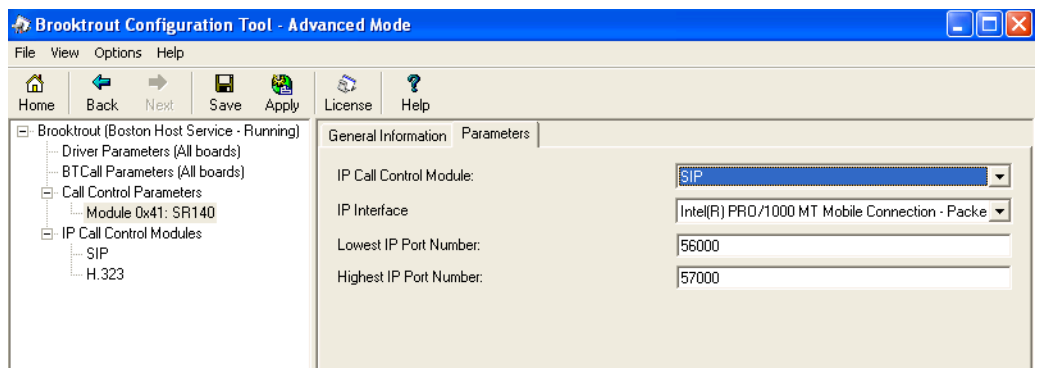 Brooktrout Configuration Tool - Advanced Mode
File View Options Help
Home Back Next Save Apply License Help
Brooktrout (Boston Host Service - Running)
Driver Parameters (All boards)
BTCall Parameters (All boards)
Call Control Parameters
Module 0x41: SR140
IP Call Control Modules
SIP
H.323
General Information Parameters
IP Call Control Module: SIP
IP Interface Intel(R) PRO/1000 MT Mobile Connection - Packe
Lowest IP Port Number: 56000
Highest IP Port Number: 57000